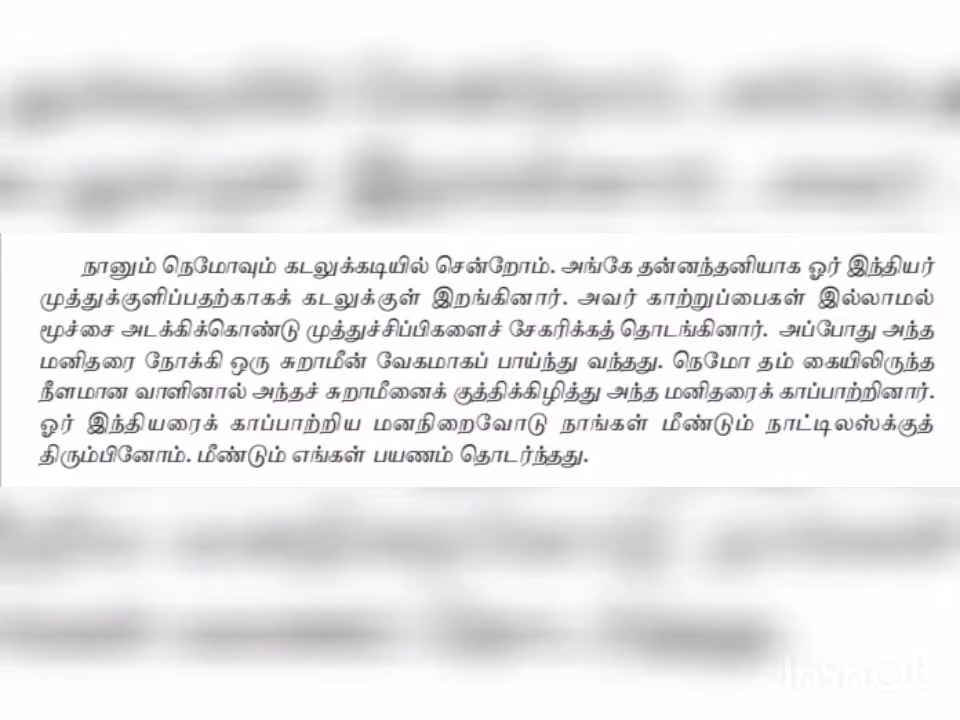 நானும் நெமோவும் கடலுக்கடியில் சென்றோம். அங்கே தன்னந்தனியாக ஓர் இந்தியர்
முத்துக்குளிப்பதற்காகக் கடலுக்குள் இறங்கினார். அவர் காற்றுப்பைகள் இல்லாமல்
மூச்சை அடக்கிக்கொண்டு முத்துச்சிப்பிகளைச் சேகரிக்கத் தொடங்கினார். அப்போது அந்த
மனிதரை நோக்கி ஒரு சுறாமீன் வேகமாகப் பாய்ந்து வந்தது. நெமோ தம் கையிலிருந்த
நீளமான வாளினால் அந்தச் சுறாமீனைக் குத்திக்கிழித்து அந்த மனிதரைக் காப்பாற்றினார்.
ஓர் இந்தியரைக் காப்பாற்றிய மனநிறைவோடு நாங்கள் மீண்டும் நாட்டிலஸ்க்குத்
திரும்பினோம். மீண்டும் எங்கள் பயணம் தொடர்ந்தது.